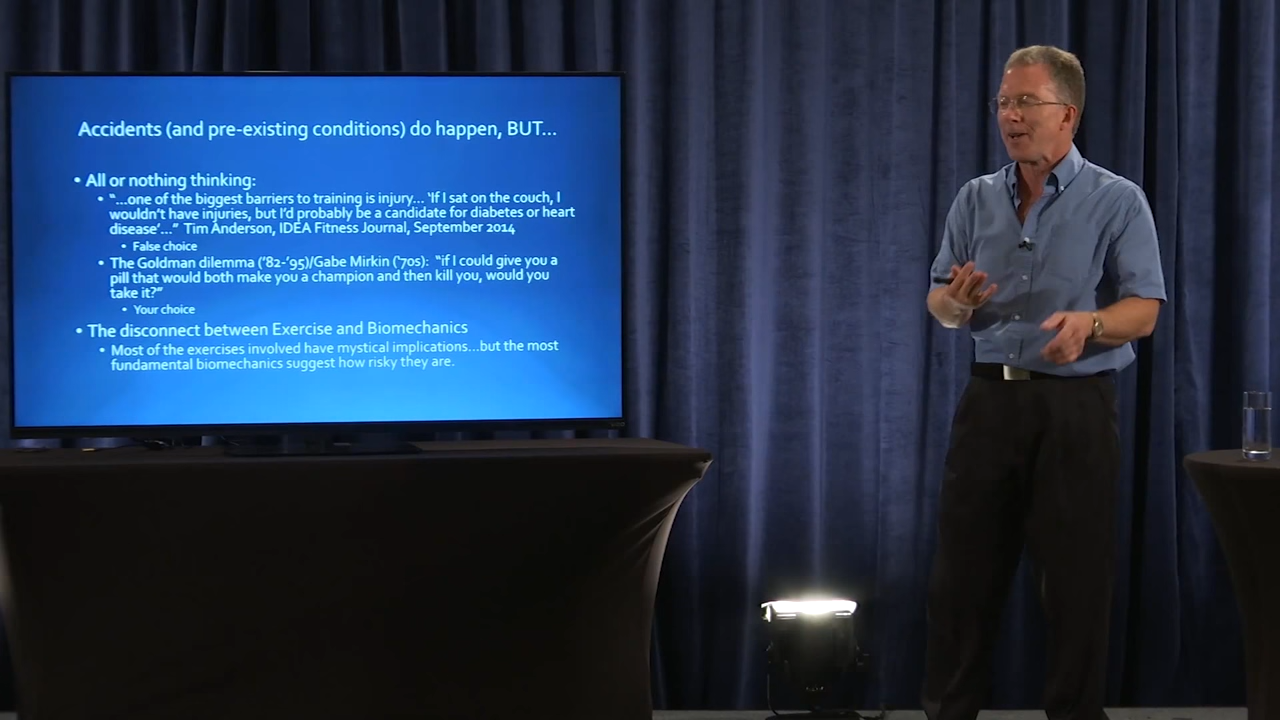 Accidents (and pre-existing conditions) do happen, BUT...
• All or nothing thinking:
• “...one of the biggest barriers to training is injury... ‘If I sat on the couch, I
wouldn’t have injuries, but I’d probably be a candidate for diabetes or heart
disease’...” Tim Anderson, IDEA Fitness Journal, September 2014
• False choice
• The Goldman dilemma (’82-’95)/Gabe Mirkin (‘70s): “if I could give you a
pill that would both make you a champion and then kill you, would you
take it?”
• Your choice
• The disconnect between Exercise and Biomechanics
• Most of the exercises involved have mystical implications...but the most
fundamental biomechanics suggest how risky they are.